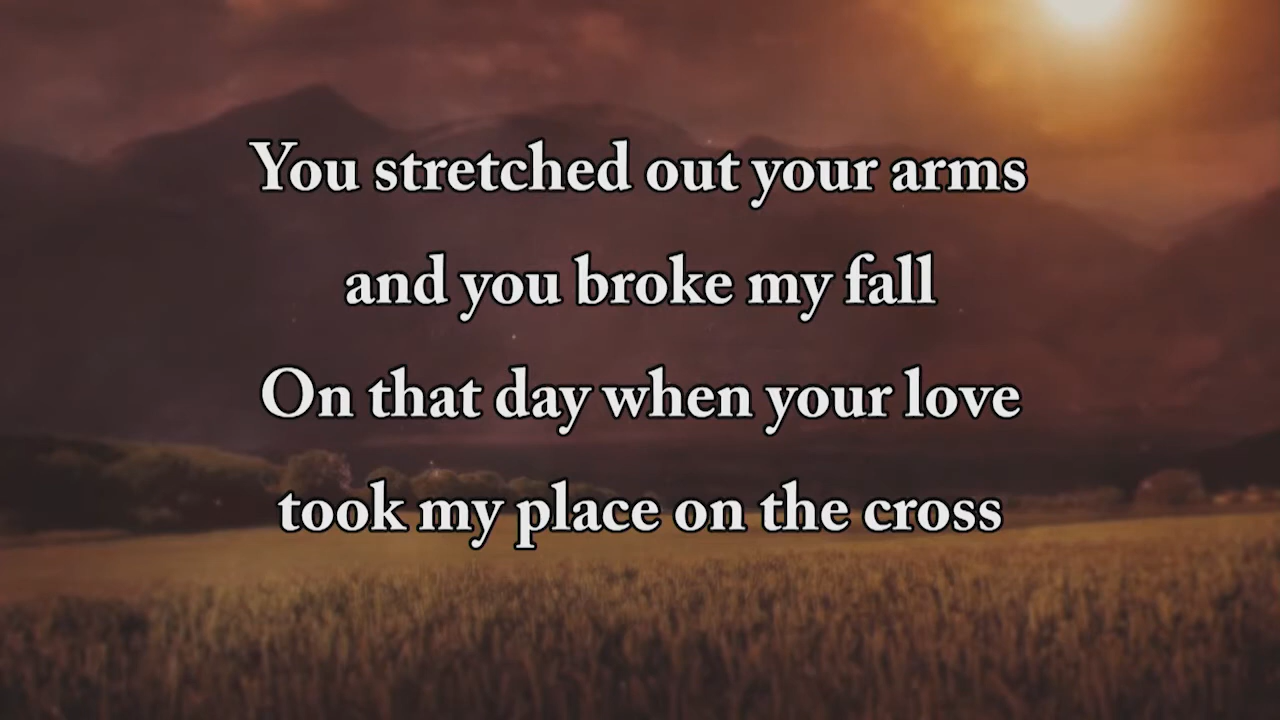 You stretched out your arms
and you broke my fall
On that day when your love
took my place on the cross